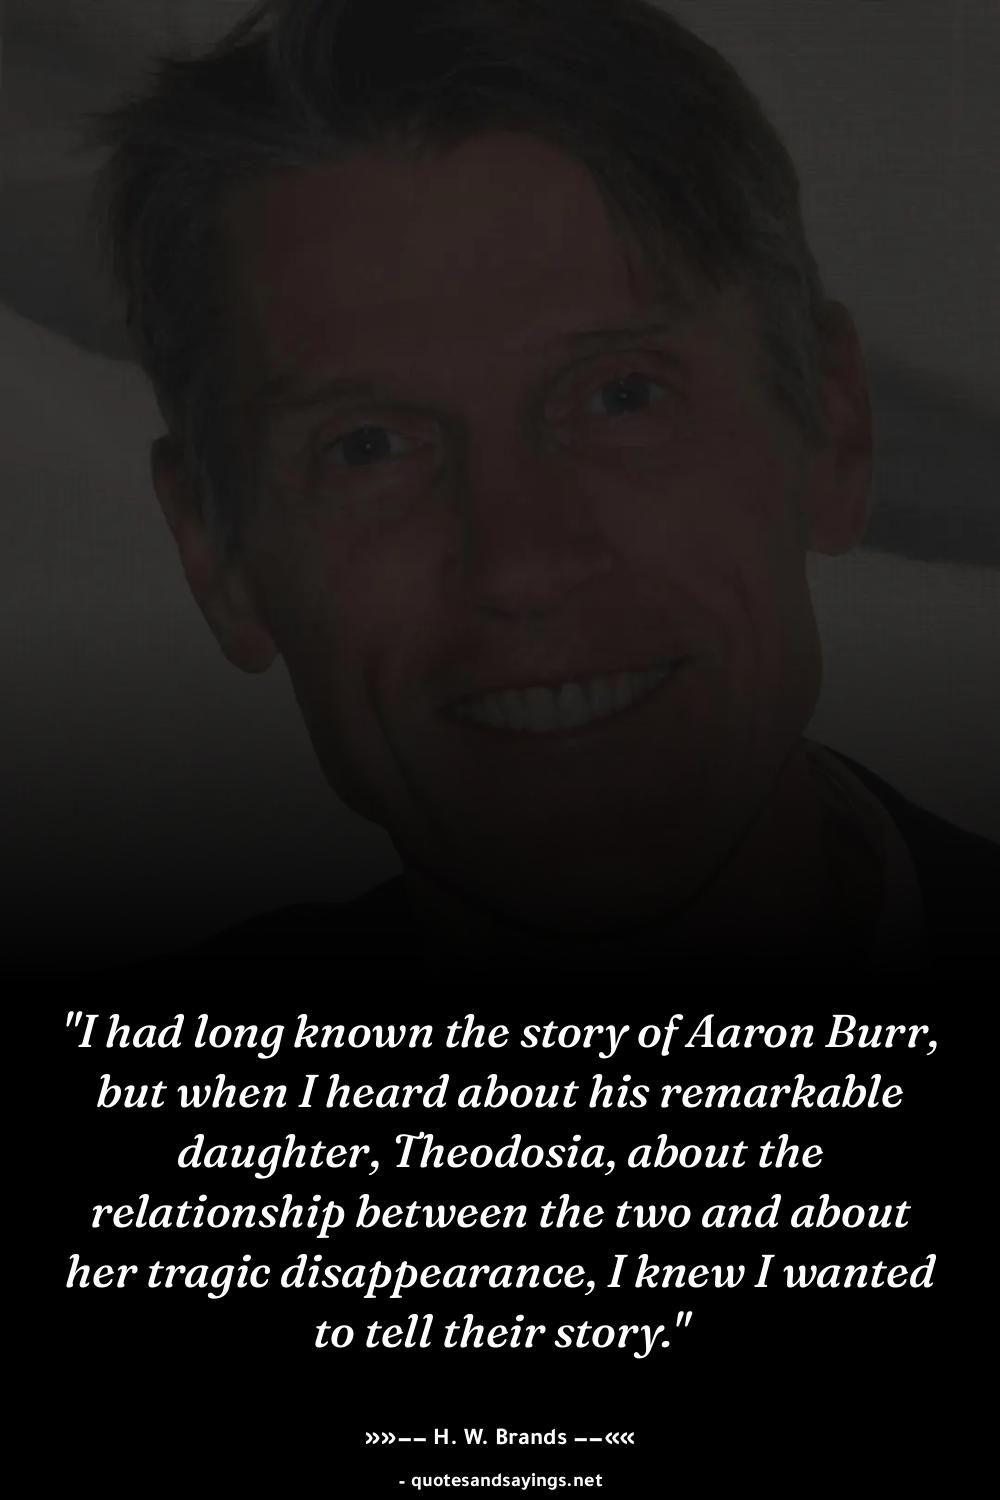 "I had long known the story of Aaron Burr,
but when I heard about his remarkable
daughter, Theodosia, about the
relationship between the two and about
her tragic disappearance, I knew I wanted
to tell their story."
»»—— H. W. Brands ——««
- quotesandsayings.net